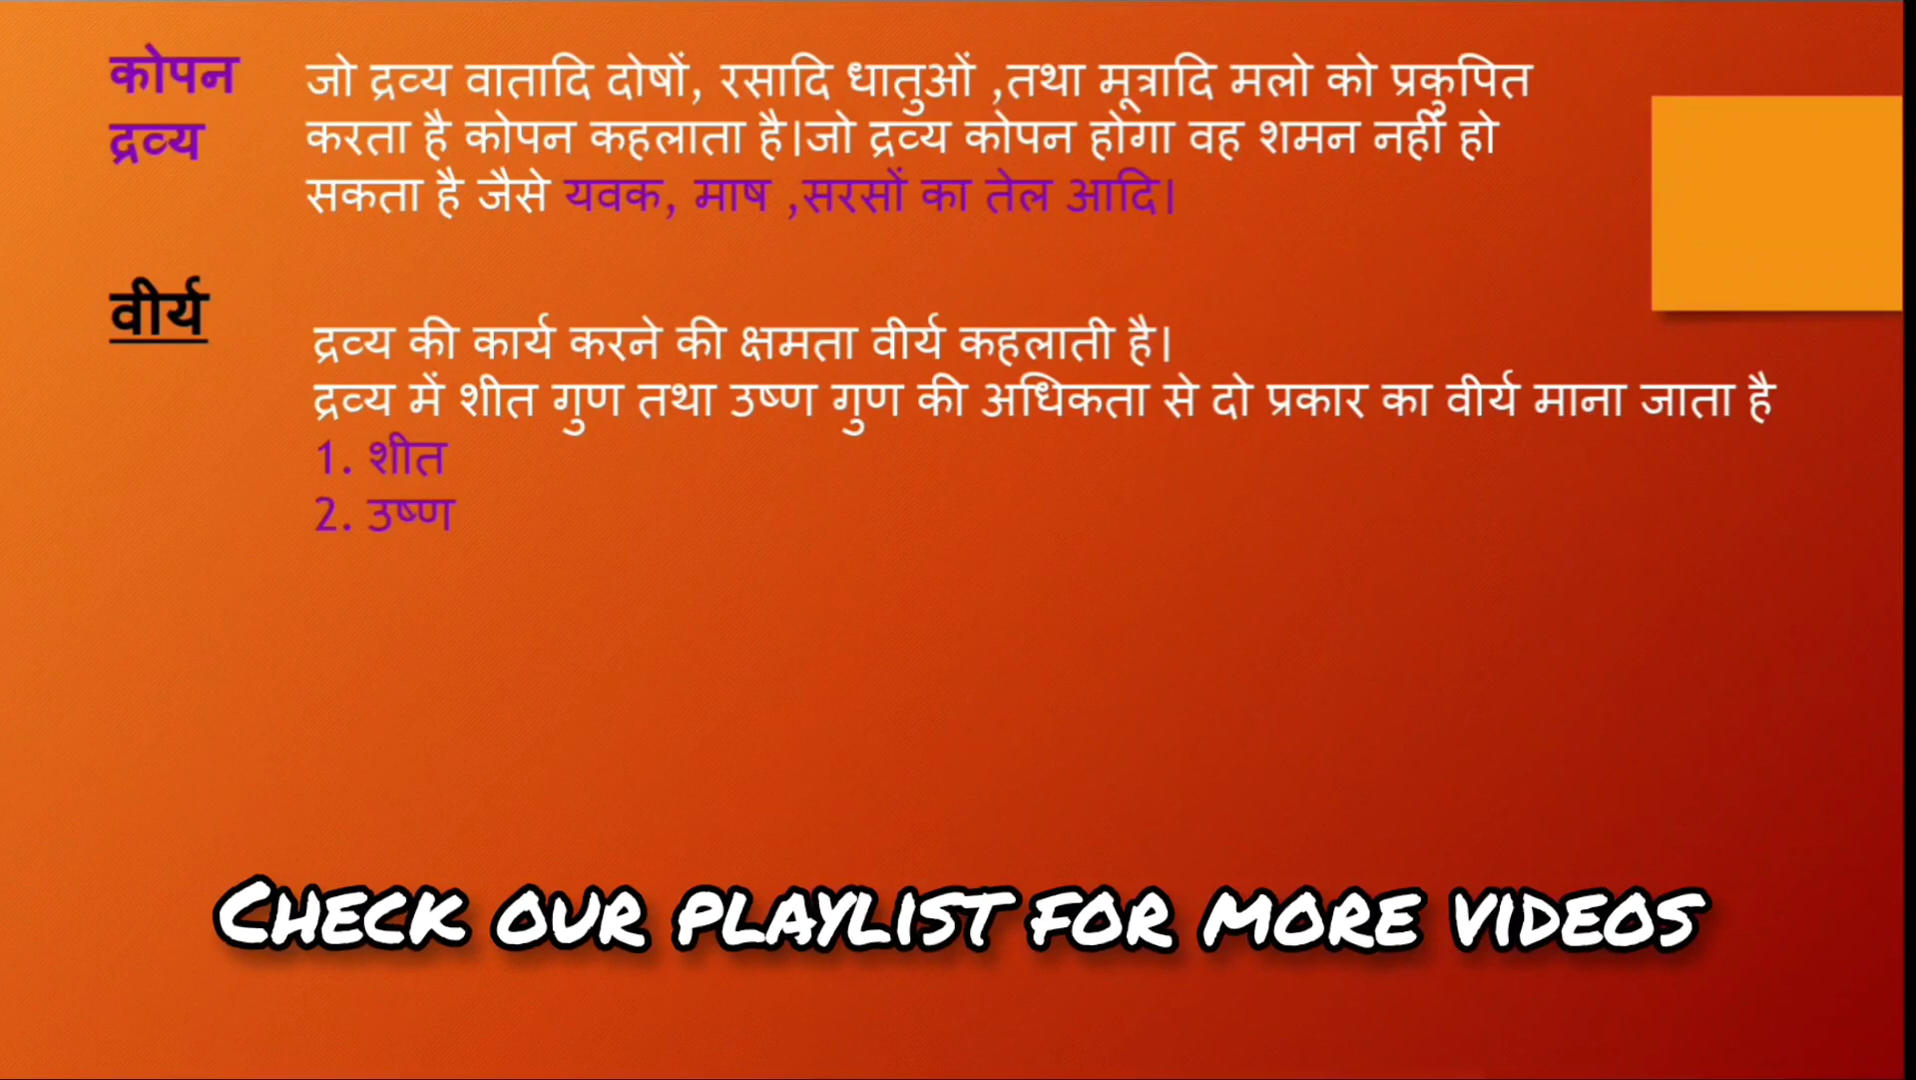 कोपन द्रव्य
जो द्रव्य वातादि दोषों, रसादि धातुओं ,तथा मूत्रादि मलो को प्रकुपित
करता है कोपन कहलाता है।जो द्रव्य कोपन होगा वह शमन नहीं हो
सकता है जैसे यवक, माष ,सरसों का तेल आदि।
वीर्य
द्रव्य की कार्य करने की क्षमता वीर्य कहलाती है।
द्रव्य में शीत गुण तथा उष्ण गुण की अधिकता से दो प्रकार का वीर्य माना जाता है
1. शीत
2. उष्ण
Check our playlist for more videos